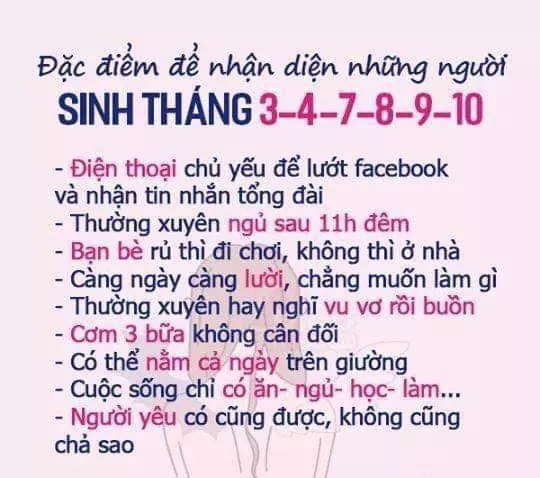 Đặc điểm để nhận diện những người
SINH THÁNG 3-4-7-8-9-10
- Điện thoại chủ yếu để lướt facebook
và nhận tin nhắn tổng đài
- Thường xuyên ngủ sau 11h đêm
- Bạn bè rủ thì đi chơi, không thì ở nhà
- Càng ngày càng lười, chẳng muốn làm gì
- Thường xuyên hay nghĩ vu vơ rồi buồn
- Cơm 3 bữa không cân đối
- Có thể nằm cả ngày trên giường
- Cuộc sống chỉ có ăn- ngủ- học- làm...
- Người yêu có cũng được, không cũng
chả sao